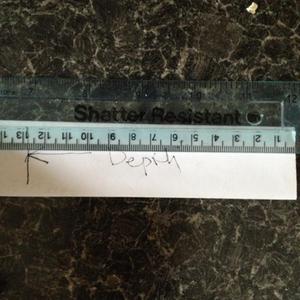 Shatter Resistant
13 12 11 10 9 8 7 6 5 4 3 2 1
Depth